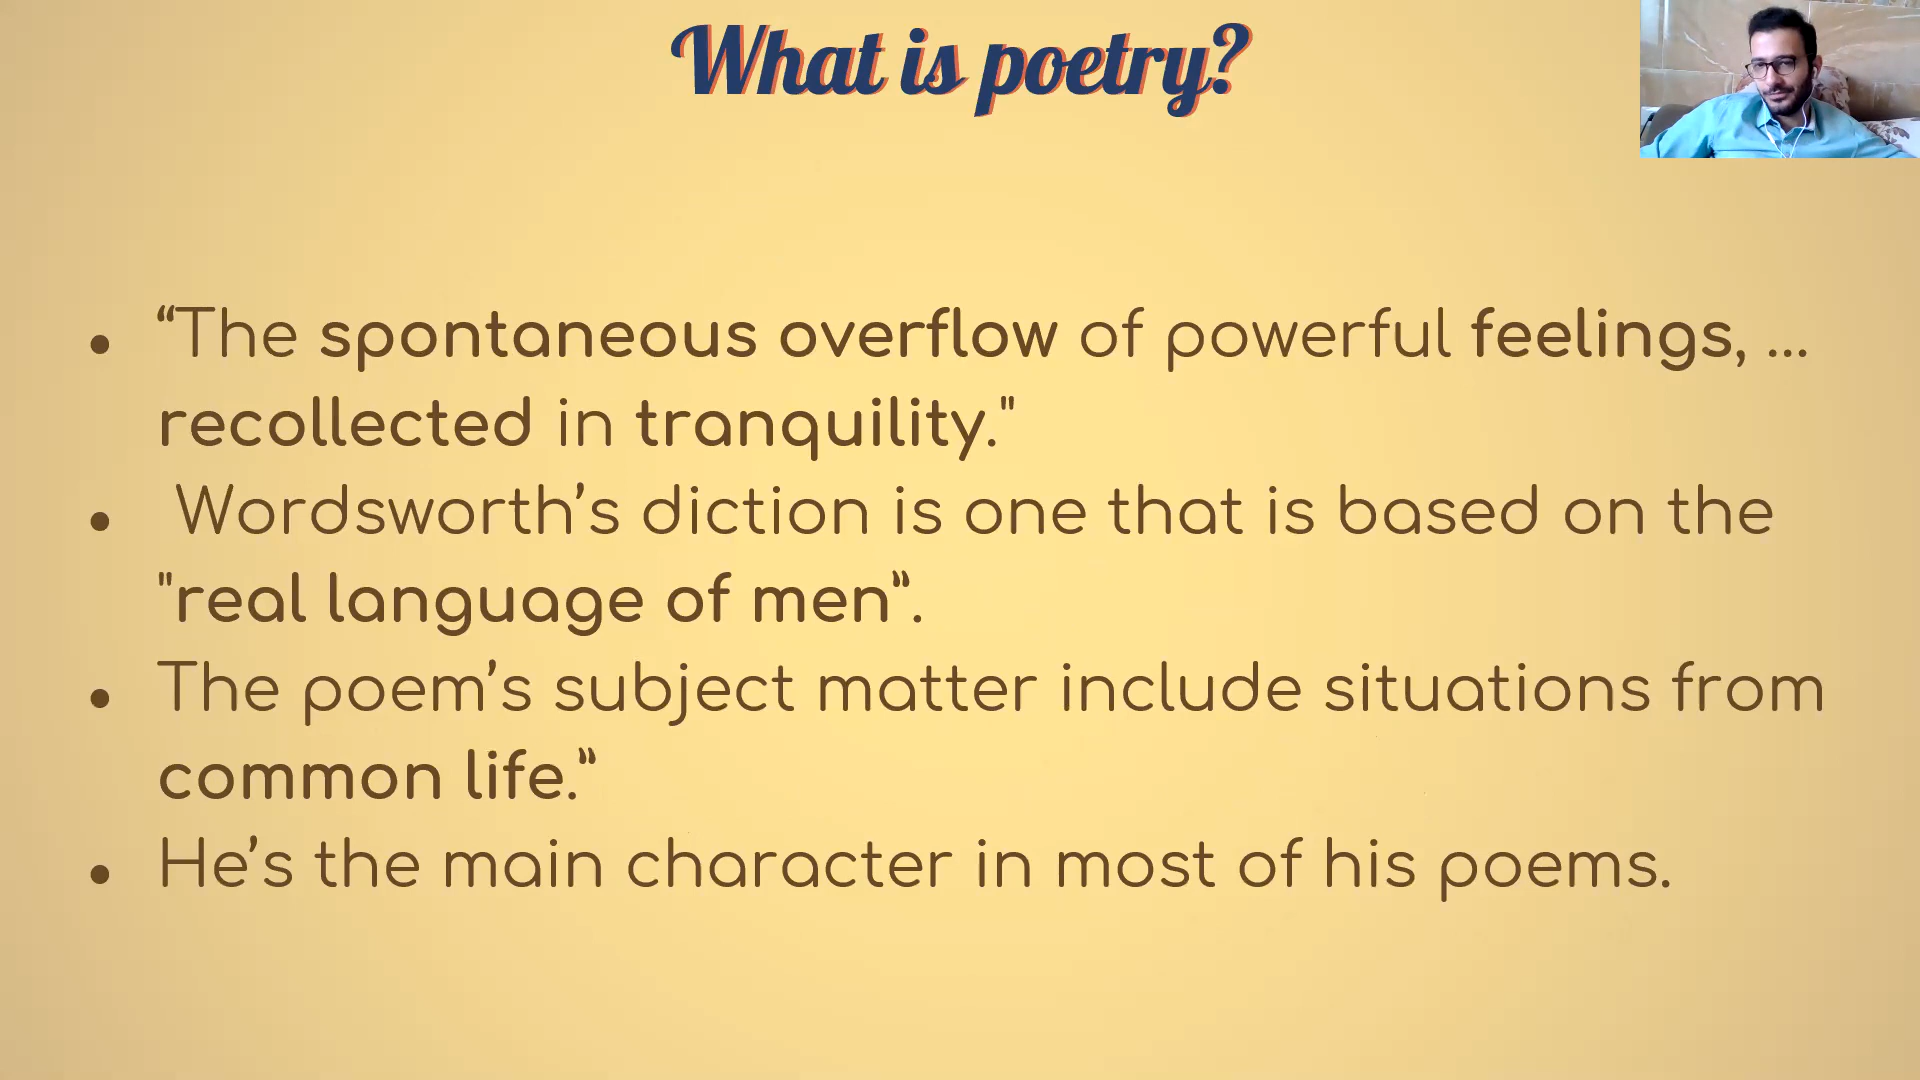 What is poetry?
• “The spontaneous overflow of powerful feelings, ...
recollected in tranquility."
• Wordsworth’s diction is one that is based on the
"real language of men“.
• The poem’s subject matter include situations from
common life.”
• He’s the main character in most of his poems.